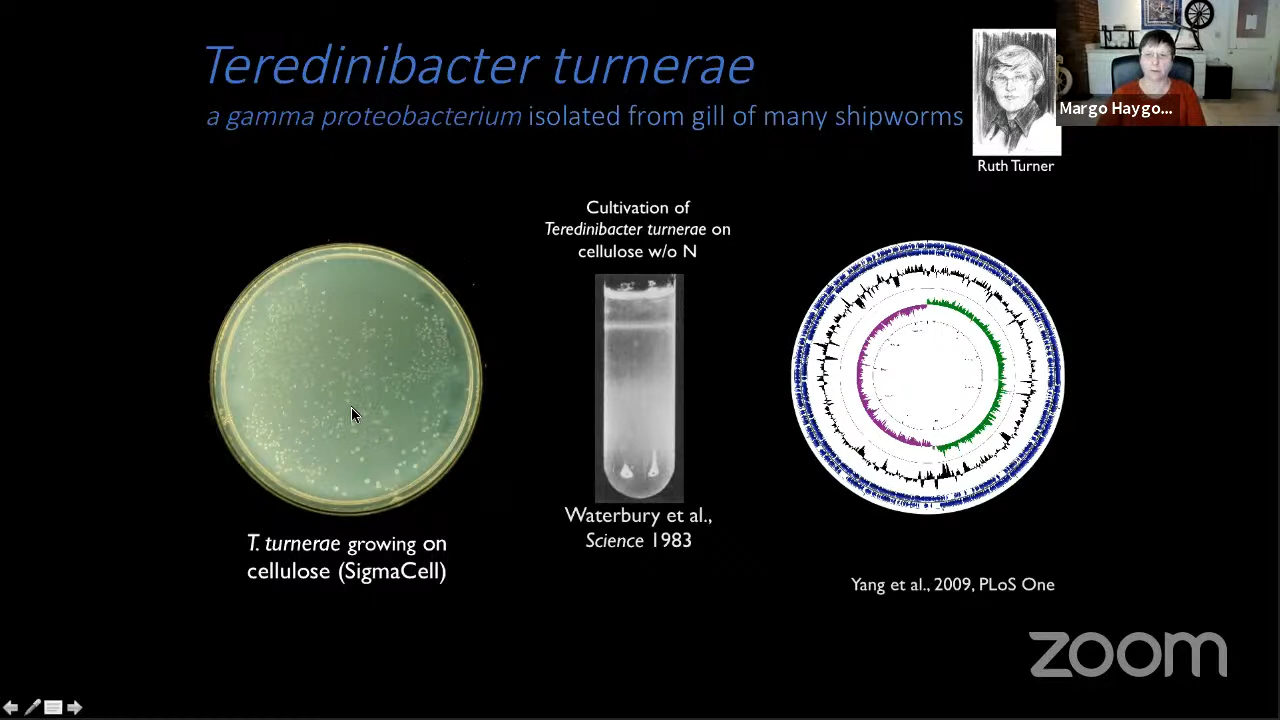 Teredinibacter turnerae
a gamma proteobacterium isolated from gill of many shipworms
Margo Haygo...
Ruth Turner
Cultivation of
Teredinibacter turnerae on
cellulose w/o N
Waterbury et al.,
Science 1983
T. turnerae growing on
cellulose (SigmaCell)
Yang et al., 2009, PLoS One
zoom